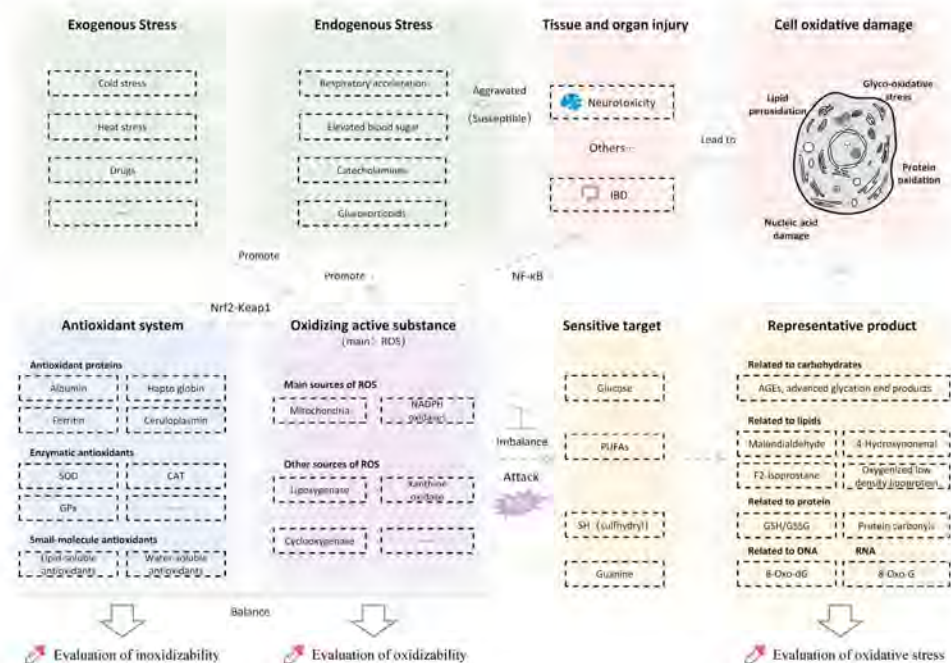 Exogenous Stress
Cold stress
Heat stress
Drugs
Endogenous Stress
Respiratory acceleration
Elevated blood sugar
Catecholamines
Glucocorticoids
Aggravated
(Susceptible)
Tissue and organ injury
Neurotoxicity
Others
IBD
Lead to
Cell oxidative damage
Glyco-oxidative
stress
Lipid
peroxidation
Protein
oxidation
Nucleic acid
damage
Promote
Promote
NF-κB
Nrf2-Keap1
Antioxidant system
Antioxidant proteins
Albumin
Hapto globin
Ferritin
Ceruloplasmin
Enzymatic antioxidants
SOD
CAT
GPx
Small-molecule antioxidants
Lipid-soluble
antioxidants
Water-soluble
antioxidants
Oxidizing active substance
(main: ROS)
Main sources of ROS
Mitochondria
NADPH
oxidases
Other sources of ROS
Lipoxygenase
Xanthine
oxidase
Cyclooxygenase
Imbalance
Attack
Sensitive target
Glucose
PUFAs
SH (sulfhydryl)
Guanine
Representative product
Related to carbohydrates
AGEs, advanced glycation end products
Related to lipids
Malondialdehyde
4-Hydroxynonenal
F2-isoprostane
Oxygenized low
density lipoprotein
Related to protein
GSH/GSSG
Protein carbonyls
Related to DNA
RNA
8-Oxo-dG
8-Oxo-G
Balance
Evaluation of inoxidizability
Evaluation of oxidizability
Evaluation of oxidative stress